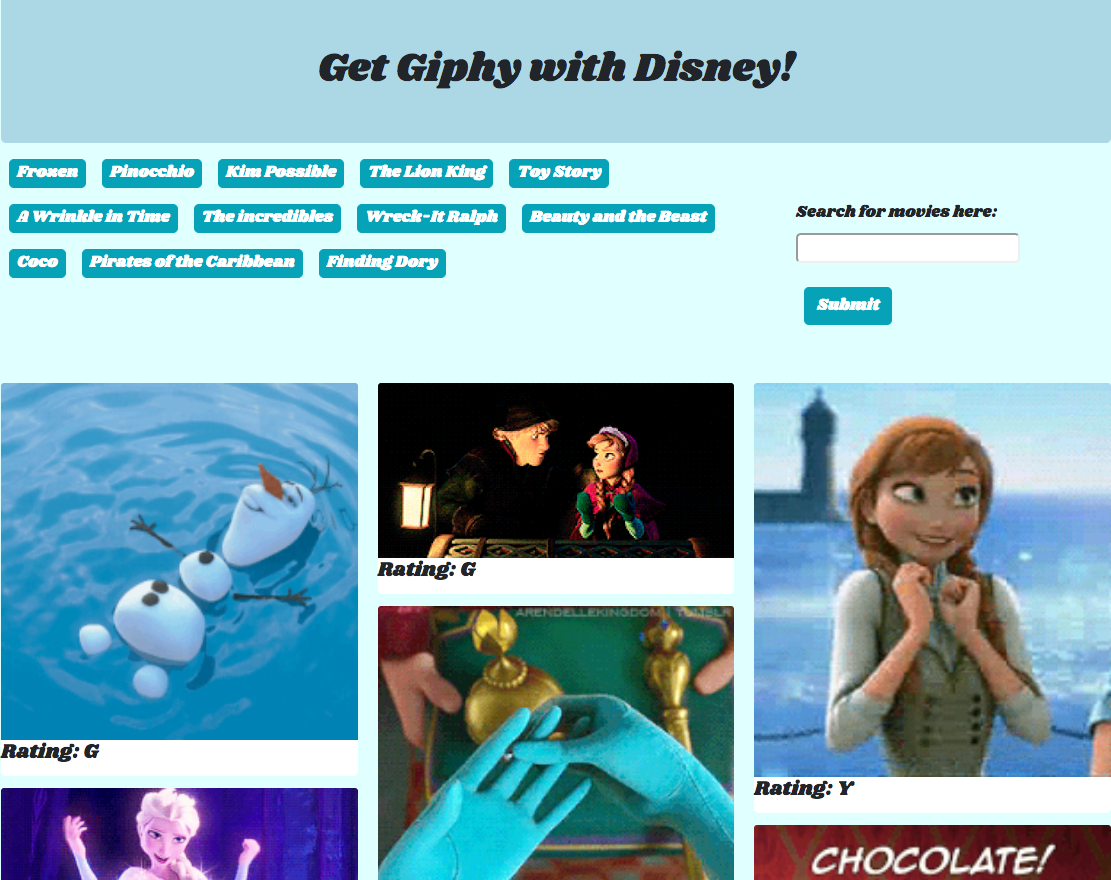 Get Giphy with Disney!
Frozen Pinocchio Kim Possible The Lion King Toy Story
A Wrinkle in Time The incredibles Wreck-It Ralph Beauty and the Beast
Coco Pirates of the Caribbean Finding Dory
Search for movies here:
Submit
Rating: G
Rating: G
ARENDELLEKINGDOM | TUMBLR
Rating: Y
CHOCOLATE!